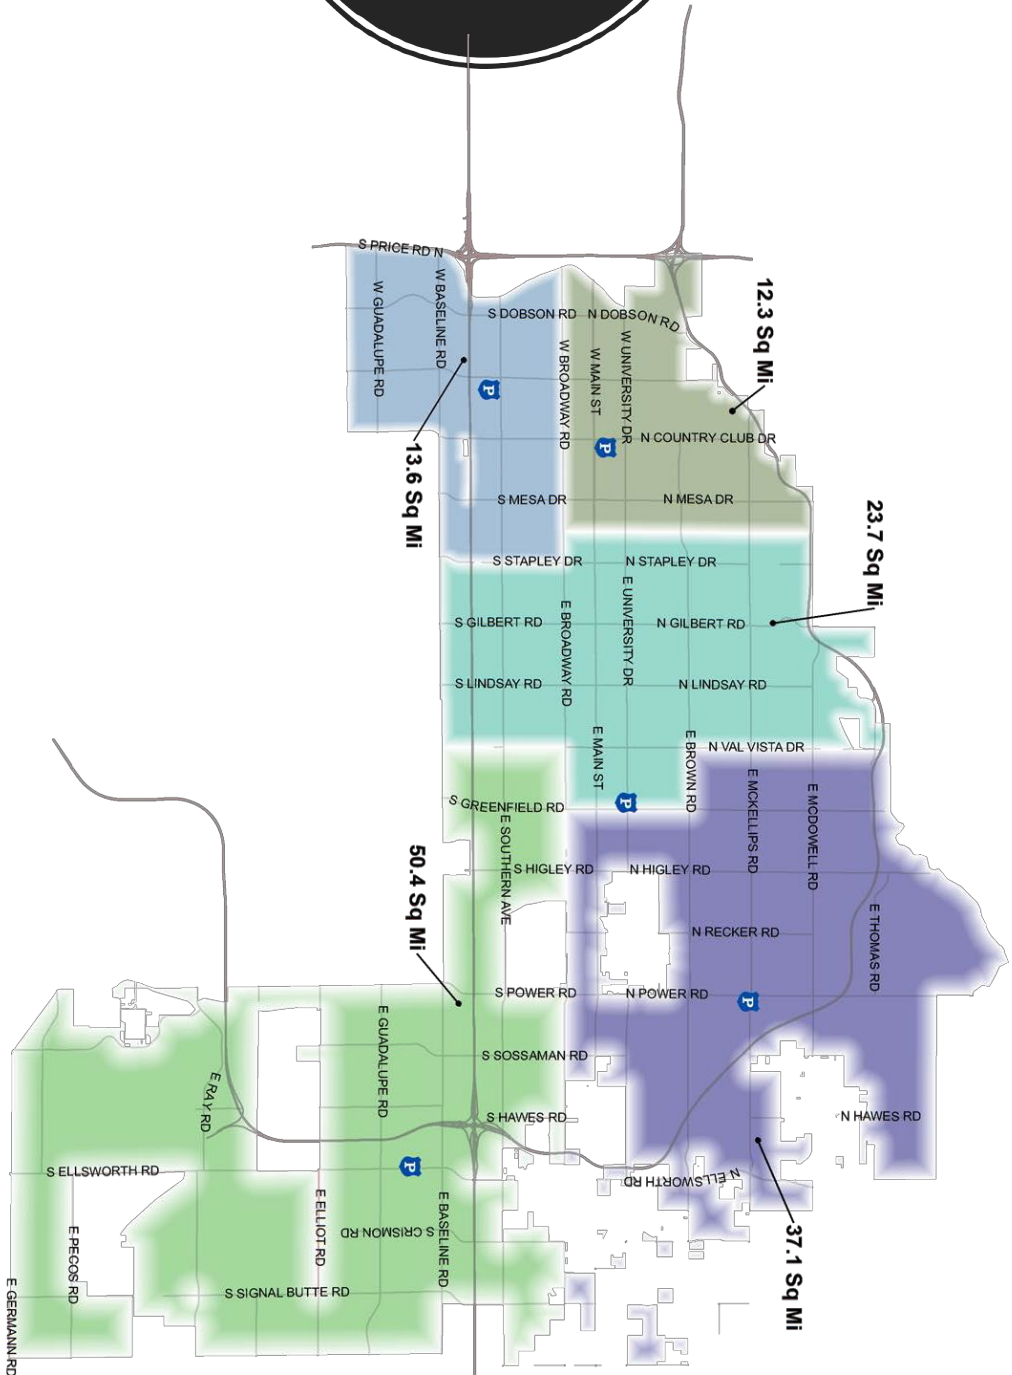 S PRICE RD N
W GUADALUPE RD
W BASELINE RD
S DOBSON RD
N DOBSON RD
12.3 Sq Mi
W BROADWAY RD
W MAIN ST
W UNIVERSITY DR
P
P
N COUNTRY CLUB DR
13.6 Sq Mi
S MESA DR
N MESA DR
23.7 Sq Mi
S STAPLEY DR
N STAPLEY DR
E UNIVERSITY DR
E BROADWAY RD
S GILBERT RD
N GILBERT RD
S LINDSAY RD
N LINDSAY RD
E MAIN ST
E BROWN RD
N VAL VISTA DR
E MCKELLIPS RD
E MCDOWELL RD
P
S GREENFIELD RD
E SOUTHERN AVE
50.4 Sq Mi
S HIGLEY RD
N HIGLEY RD
E THOMAS RD
N RECKER RD
S POWER RD
N POWER RD
P
E GUADALUPE RD
S SOSSAMAN RD
E RAY RD
S HAWES RD
N HAWES RD
P
S ELLSWORTH RD
N ELLSWORTH RD
E ELLIOT RD
S CRISMON RD
E BASELINE RD
E PECOS RD
37.1 Sq Mi
S SIGNAL BUTTE RD
E GERMANN RD